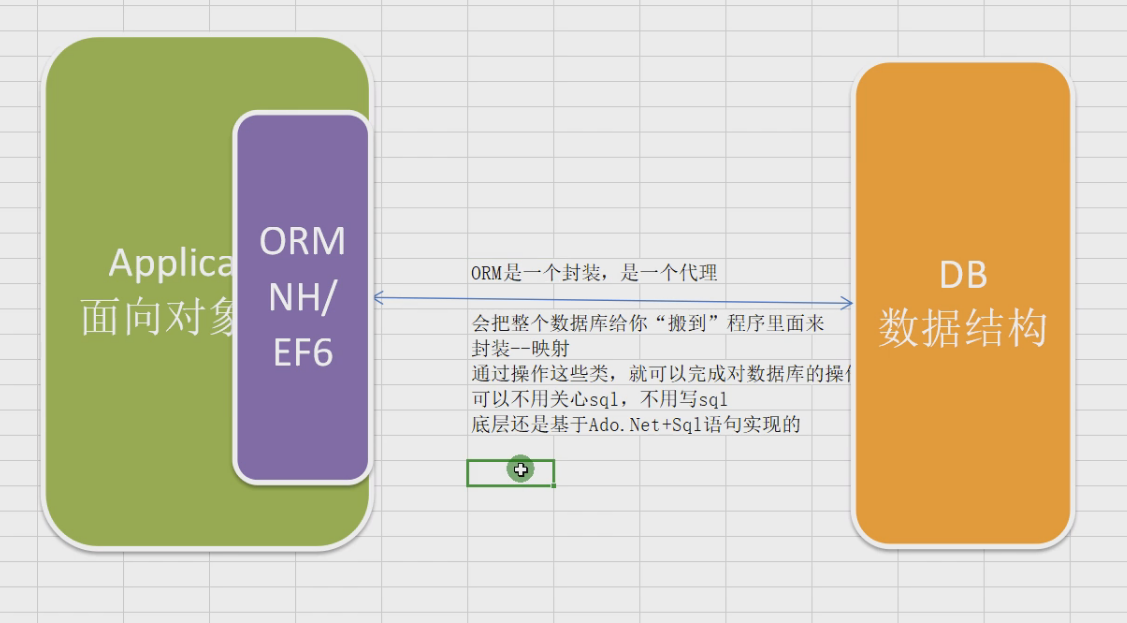 Applica
面向对象
ORM
NH/
EF6
ORM是一个封装，是一个代理
会把整个数据库给你“搬到”程序里面来
封装--映射
通过操作这些类，就可以完成对数据库的操
可以不用关心sql，不用写sql
底层还是基于Ado.Net+Sql语句实现的
DB
数据结构